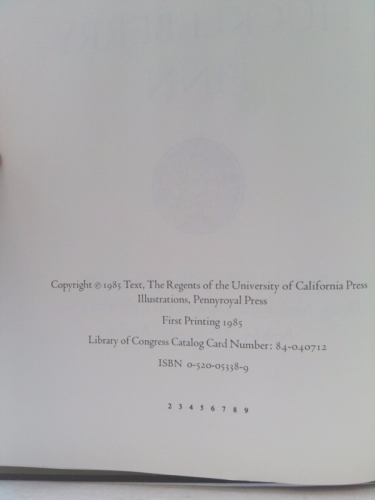 Copyright © 1985 Text, The Regents of the University of California Press
Illustrations, Pennyroyal Press
First Printing 1985
Library of Congress Catalog Card Number: 84-040712
ISBN 0-520-05338-9
2 3 4 5 6 7 8 9